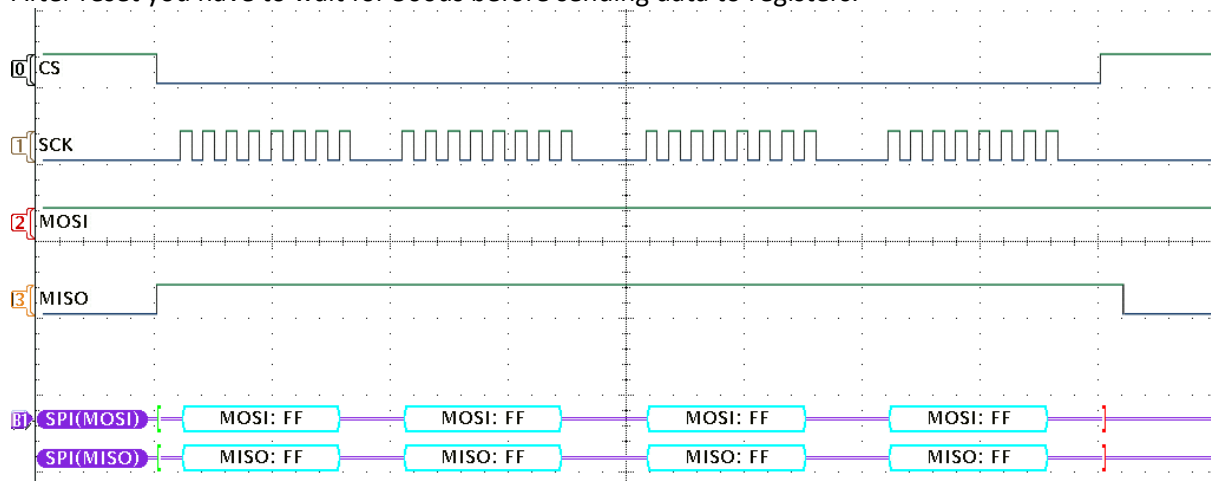 After reset you have to wait for before sending data to registers.
0 CS
1 SCK
2 MOSI
3 MISO
B1 SPI(MOSI) MOSI: FF MOSI: FF MOSI: FF MOSI: FF
SPI(MISO) MISO: FF MISO: FF MISO: FF MISO: FF